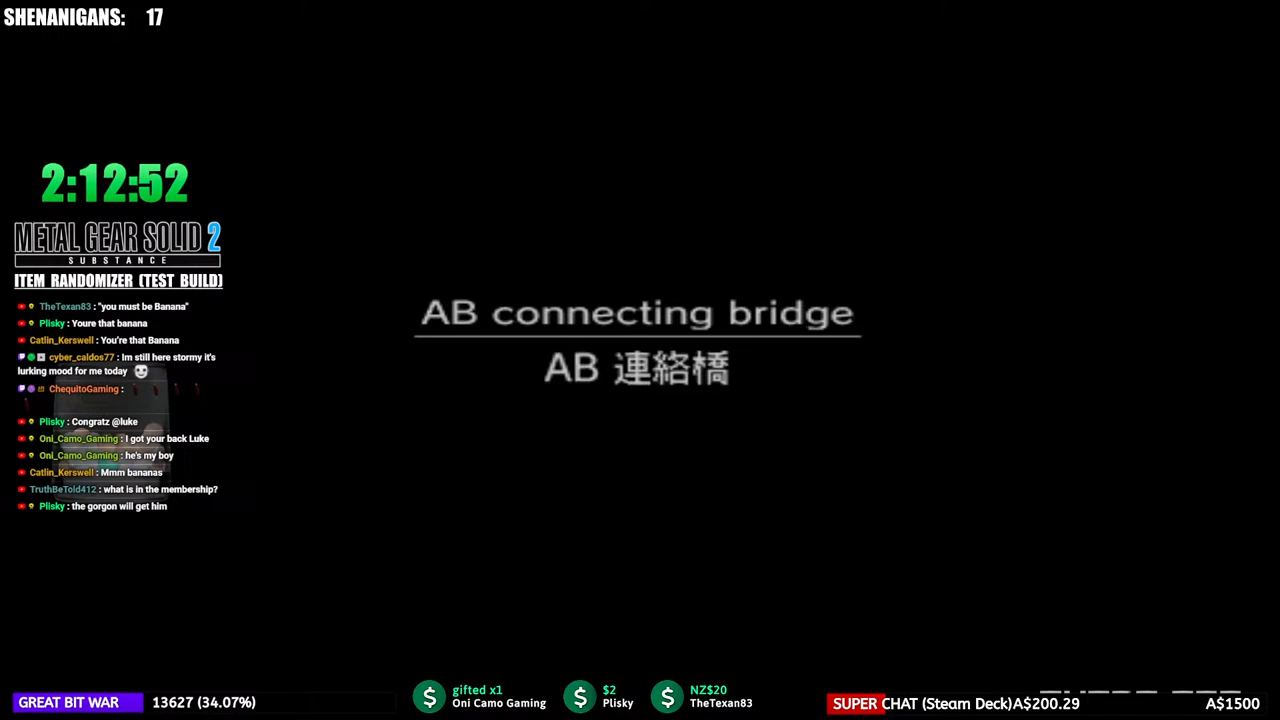 SHENANIGANS: 17
2:12:52
METAL GEAR SOLID 2
SUBSTANCE
ITEM RANDOMIZER (TEST BUILD)
TheTexan83 : "you must be Banana"
Plisky : Youre that banana
Catlin_Kerswell : You're that Banana
cyber_caldos77 : Im still here stormy it's
lurking mood for me today
ChequitoGaming :
Plisky : Congratz @luke
Oni_Camo_Gaming : I got your back Luke
Oni_Camo_Gaming : he's my boy
Catlin_Kerswell : Mmm bananas
TruthBeTold412 : what is in the membership?
Plisky : the gorgon will get him
AB connecting bridge
AB 連絡橋
GREAT BIT WAR 13627 (34.07%)
$ gifted x1
Oni Camo Gaming
$ $2
Plisky
$ NZ$20
TheTexan83
SUPER CHAT (Steam Deck)A$200.29 A$1500